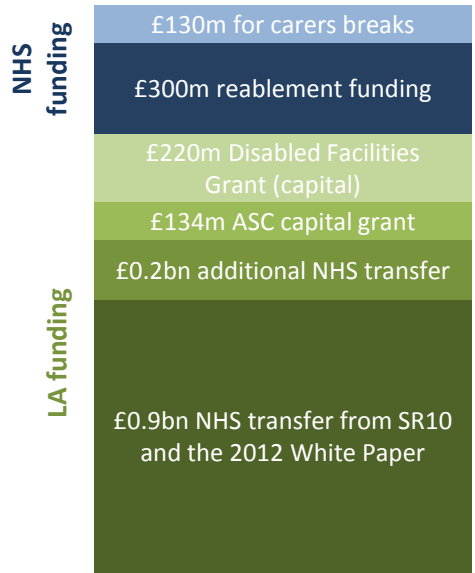 NHS
funding
£130m for carers breaks
£300m reablement funding
£220m Disabled Facilities
Grant (capital)
£134m ASC capital grant
£0.2bn additional NHS transfer
LA funding
£0.9bn NHS transfer from SR10
and the 2012 White Paper